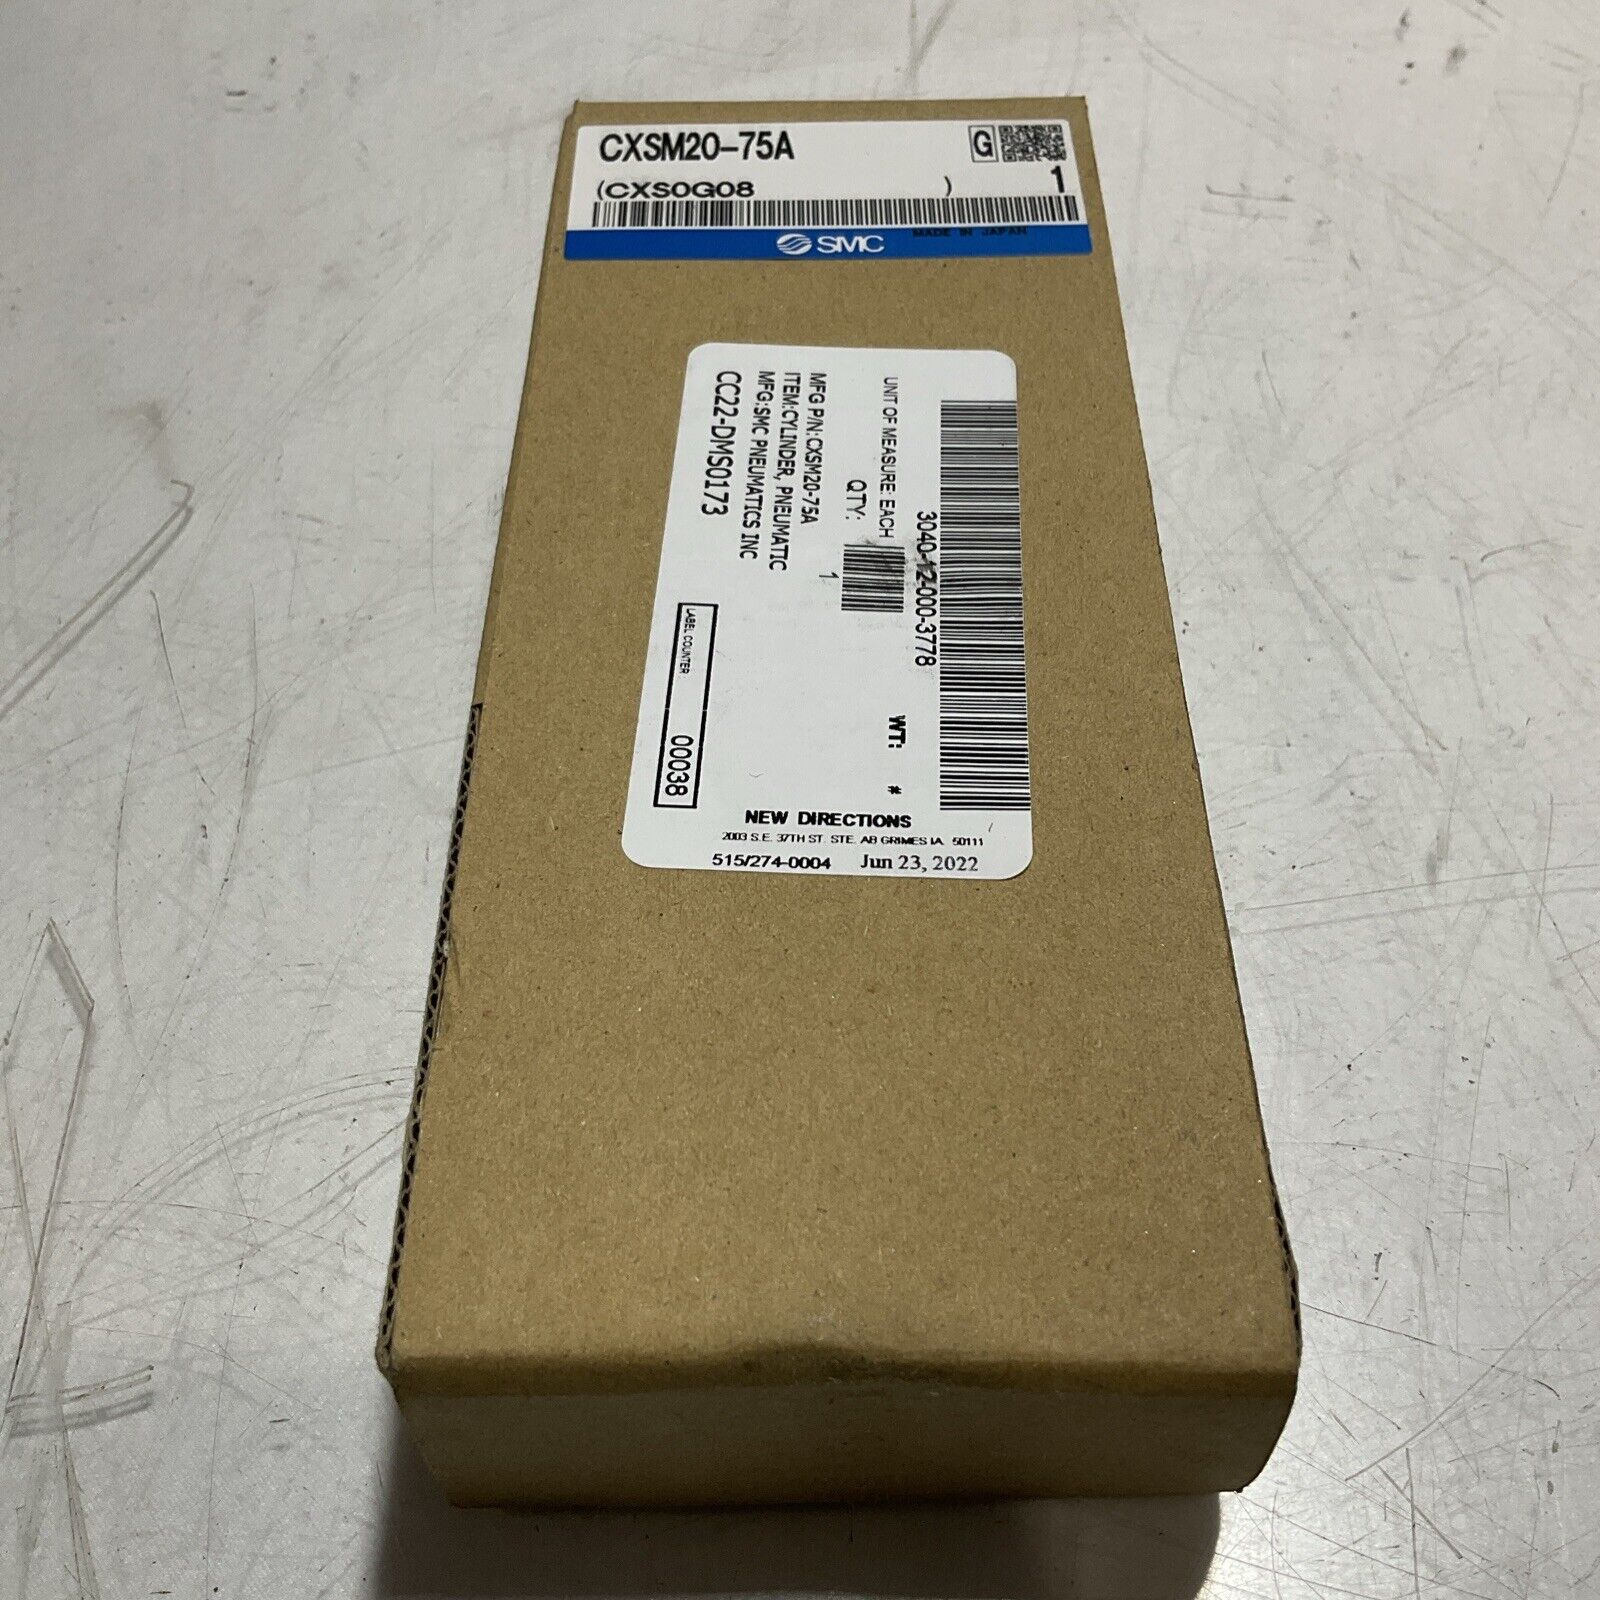 CXSM20-75A
G
(CXS0G08 )
1
SMC
MADE IN JAPAN
3040-12-000-3778
UNIT OF MEASURE: EACH
WT: #
QTY:
1
MFG P/N:CXSM20-75A
ITEM:CYLINDER, PNEUMATIC
MFG:SMC PNEUMATICS INC
CC22-DMS0173
LABEL COUNTER
00038
NEW DIRECTIONS
2003 S.E. 37TH ST. STE. AB GRIMES IA. 50111
515/274-0004 Jun 23, 2022